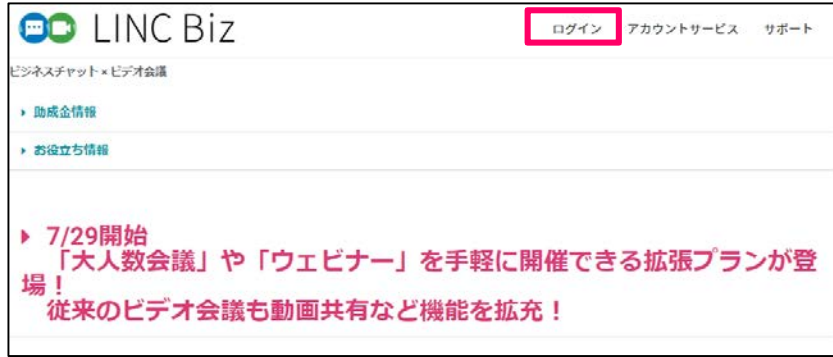 LINC Biz
ログイン アカウントサービス サポート
ビジネスチャット × ビデオ会議
助成金情報
お役立ち情報
7/29開始
「大人数会議」や「ウェビナー」を手軽に開催できる拡張プランが登
場！
従来のビデオ会議も動画共有など機能を拡充！